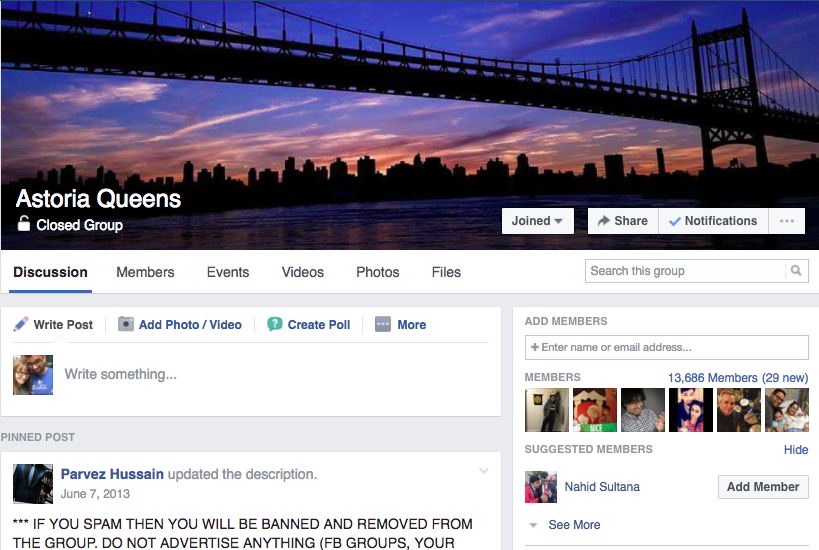 Astoria Queens
Closed Group
Joined
Share
Notifications
Discussion Members Events Videos Photos Files
Search this group
Write Post Add Photo / Video Create Poll More
Write something...
PINNED POST
Parvez Hussain updated the description.
June 7, 2013
*** IF YOU SPAM THEN YOU WILL BE BANNED AND REMOVED FROM
THE GROUP. DO NOT ADVERTISE ANYTHING (FB GROUPS, YOUR
ADD MEMBERS
+ Enter name or email address...
MEMBERS 13,686 Members (29 new)
NICE
SUGGESTED MEMBERS Hide
Nahid Sultana Add Member
See More